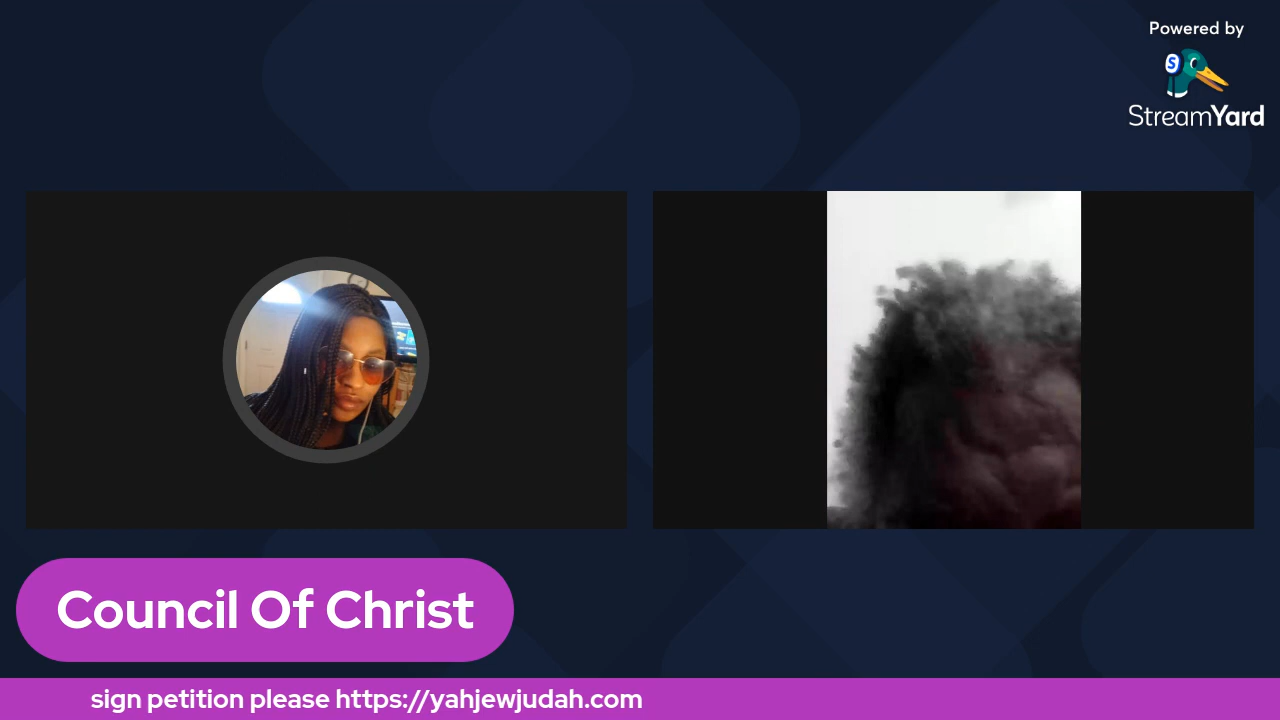 Powered by
S
StreamYard
Council Of Christ
sign petition please https://yahjewjudah.com